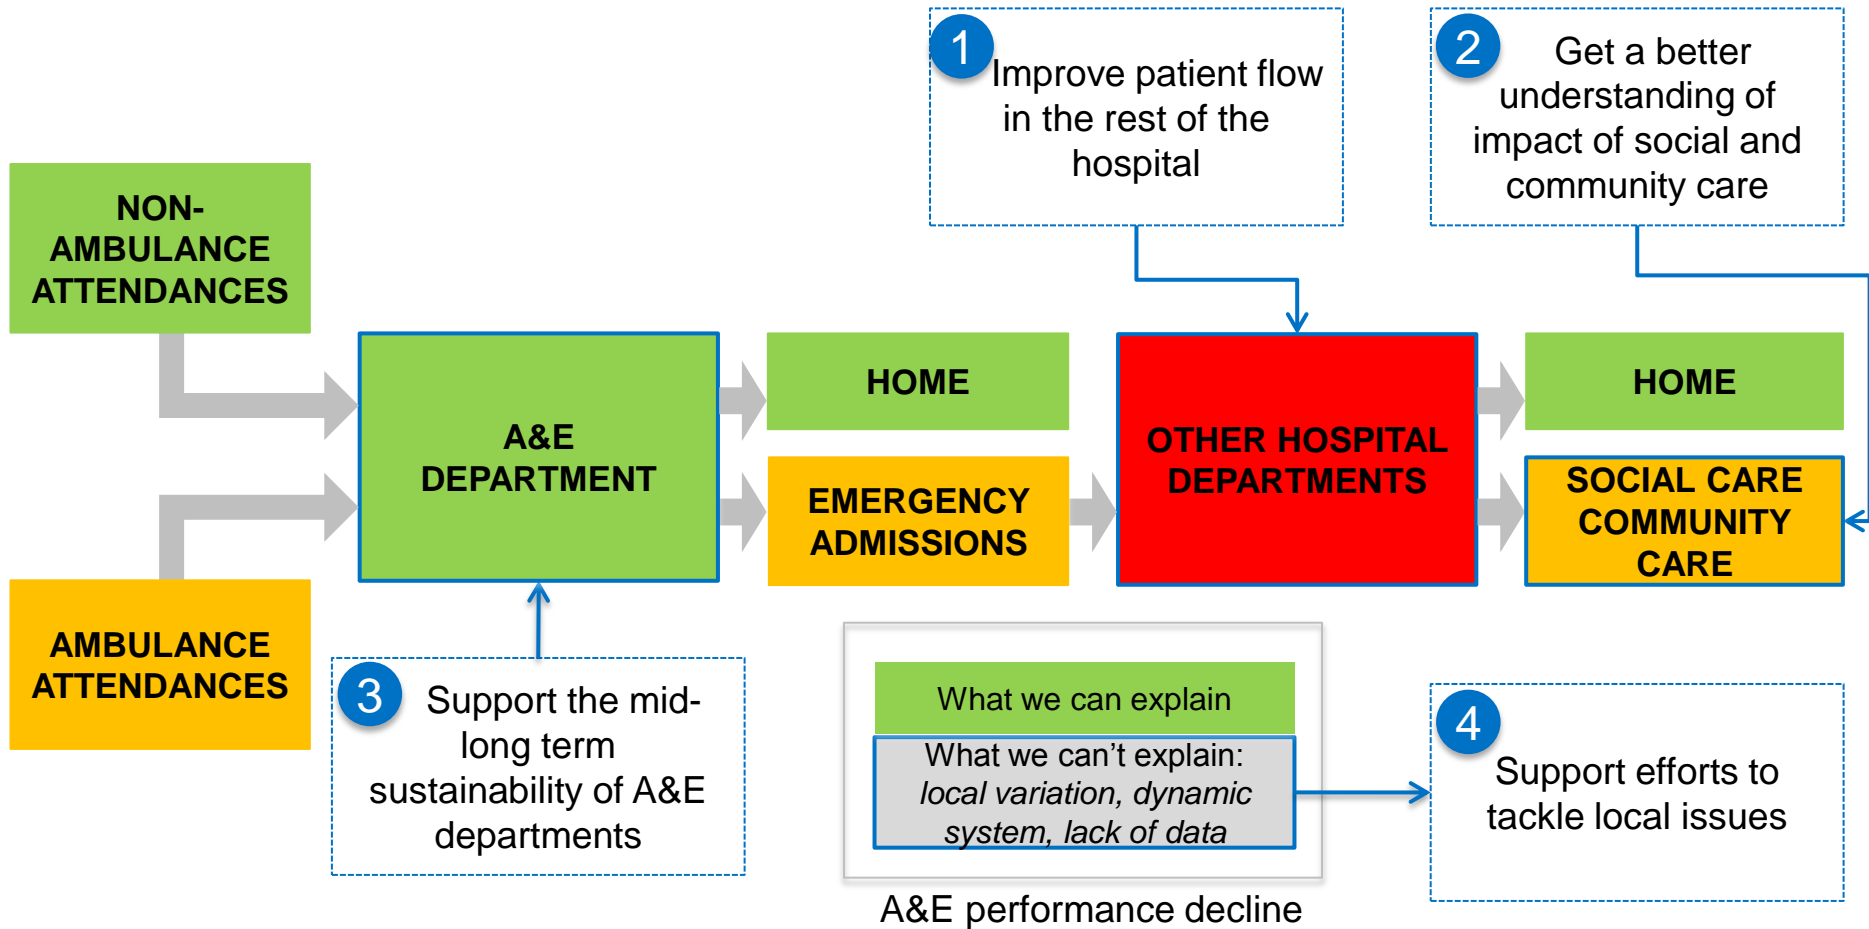 1
Improve patient flow
in the rest of the
hospital
2
Get a better
understanding of
impact of social and
community care
NON-
AMBULANCE
ATTENDANCES
A&E
DEPARTMENT
HOME
EMERGENCY
ADMISSIONS
OTHER HOSPITAL
DEPARTMENTS
HOME
SOCIAL CARE
COMMUNITY
CARE
AMBULANCE
ATTENDANCES
3
Support the mid-
long term
sustainability of A&E
departments
What we can explain
What we can’t explain:
local variation, dynamic
system, lack of data
A&E performance decline
4
Support efforts to
tackle local issues